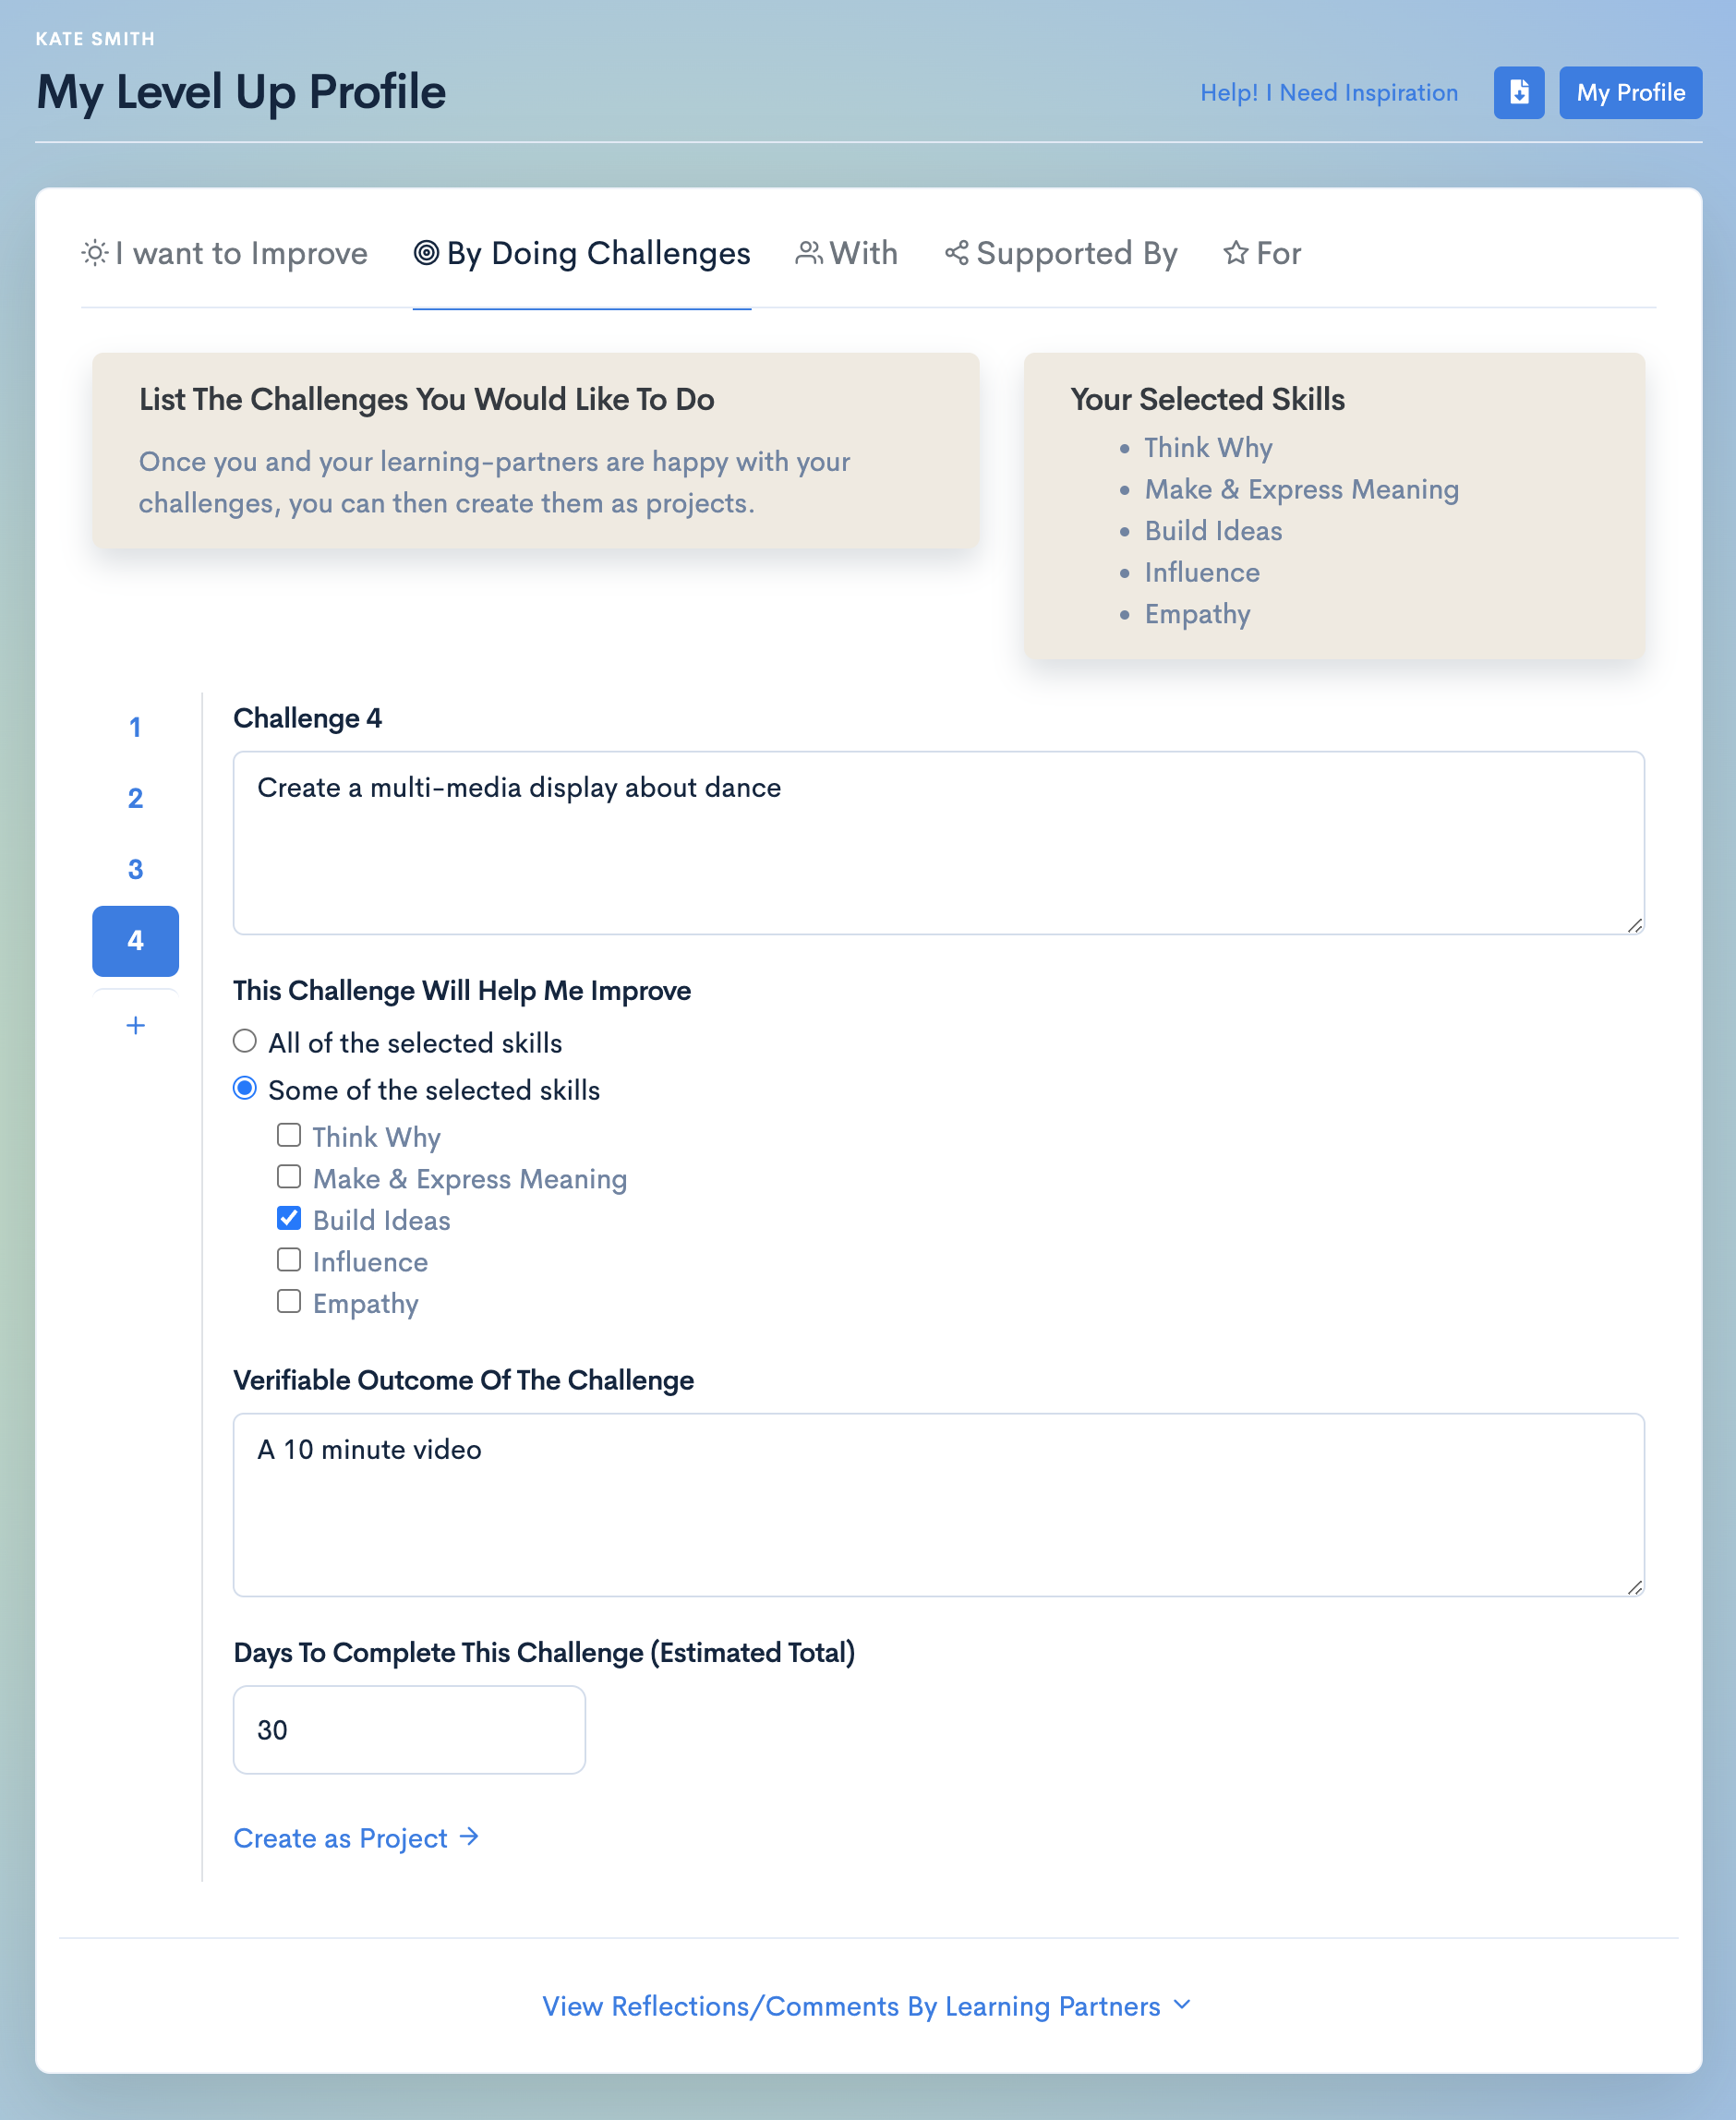 KATE SMITH
My Level Up Profile
Help! I Need Inspiration
My Profile
I want to Improve
By Doing Challenges
With
Supported By
For
List The Challenges You Would Like To Do
Once you and your learning-partners are happy with your
challenges, you can then create them as projects.
Your Selected Skills
Think Why
Make & Express Meaning
Build Ideas
Influence
Empathy
1
2
3
4
+
Challenge 4
Create a multi-media display about dance
This Challenge Will Help Me Improve
All of the selected skills
Some of the selected skills
Think Why
Make & Express Meaning
Build Ideas
Influence
Empathy
Verifiable Outcome Of The Challenge
A 10 minute video
Days To Complete This Challenge (Estimated Total)
30
Create as Project →
View Reflections/Comments By Learning Partners